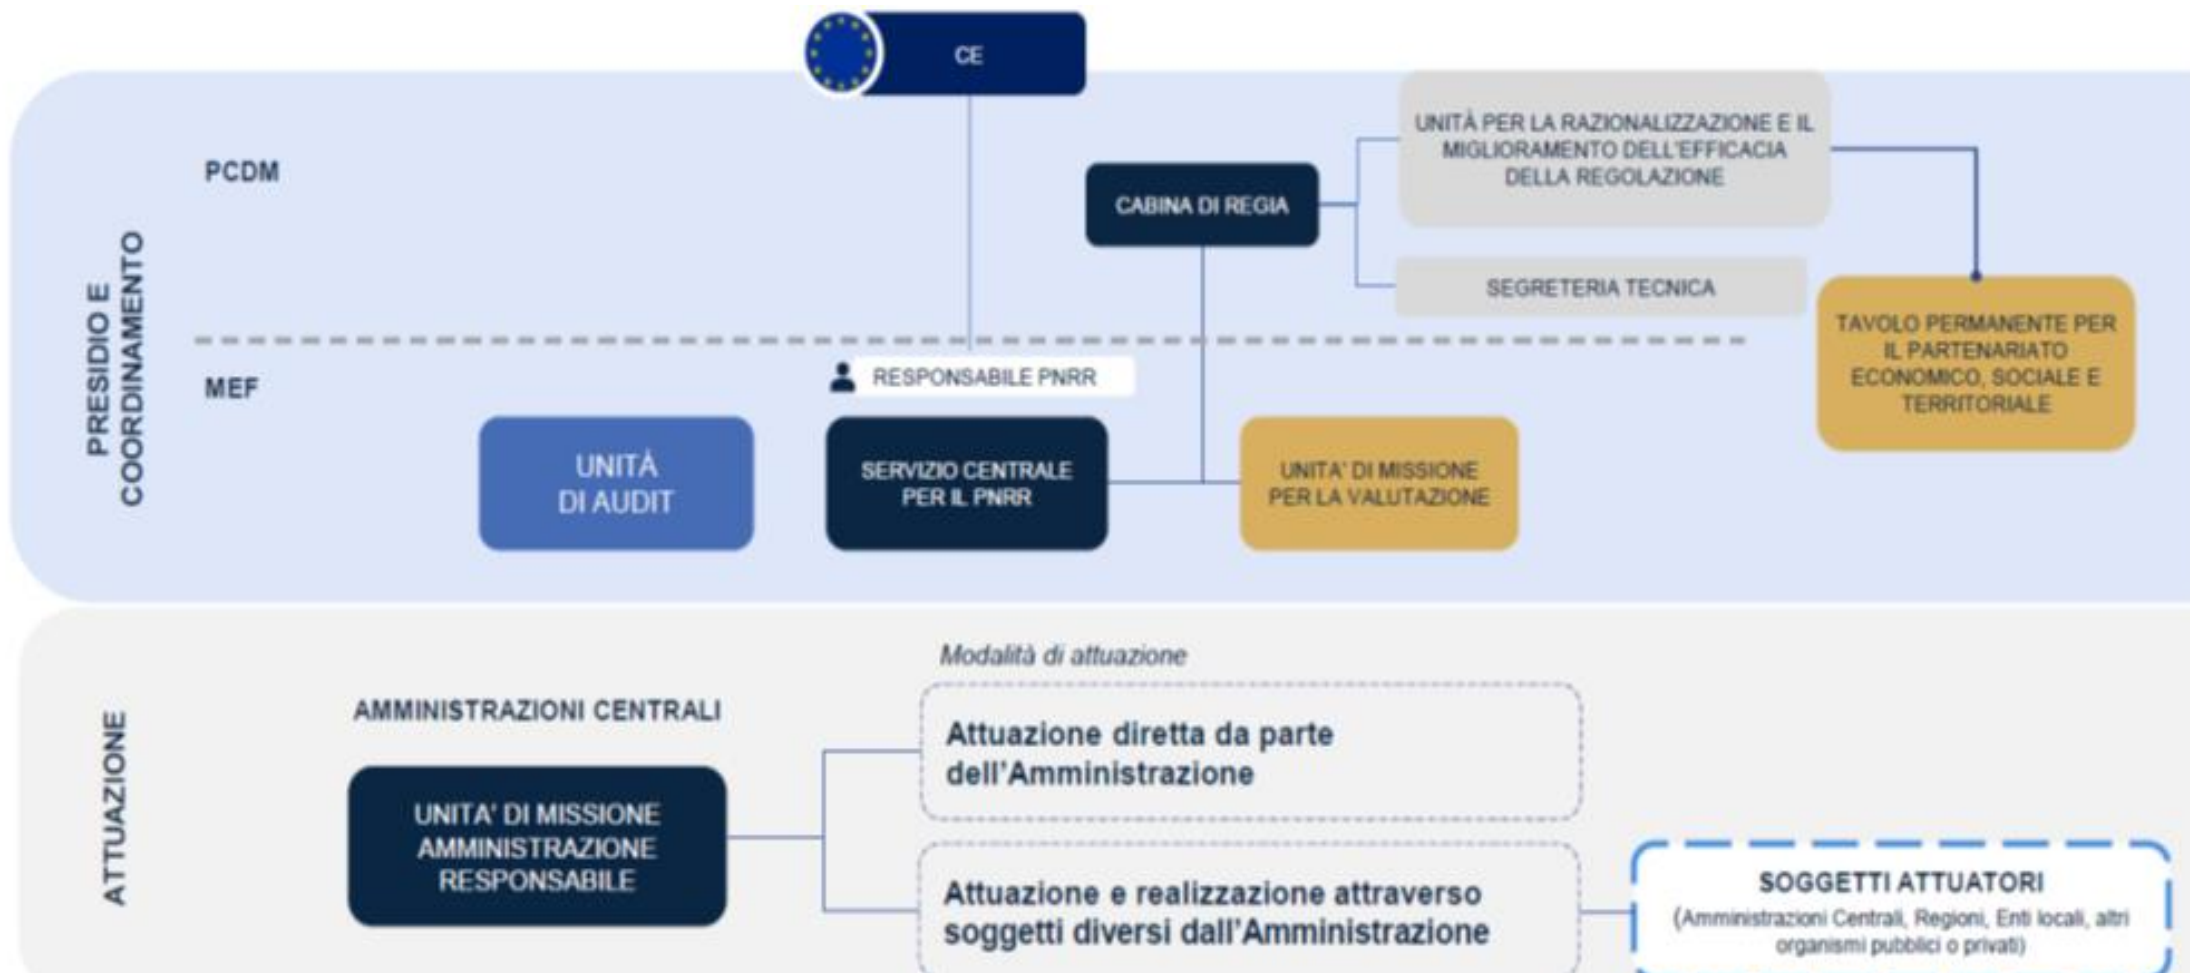 CE
PRESIDIO E
COORDINAMENTO
PCDM
UNITÀ PER LA RAZIONALIZZAZIONE E IL
MIGLIORAMENTO DELL'EFFICACIA
DELLA REGOLAZIONE
CABINA DI REGIA
SEGRETERIA TECNICA
TAVOLO PERMANENTE PER
IL PARTENARIATO
ECONOMICO, SOCIALE E
TERRITORIALE
MEF
RESPONSABILE PNRR
UNITÀ
DI AUDIT
SERVIZIO CENTRALE
PER IL PNRR
UNITA' DI MISSIONE
PER LA VALUTAZIONE
ATTUAZIONE
AMMINISTRAZIONI CENTRALI
UNITA' DI MISSIONE
AMMINISTRAZIONE
RESPONSABILE
Modalità di attuazione
Attuazione diretta da parte
dell'Amministrazione
Attuazione e realizzazione attraverso
soggetti diversi dall'Amministrazione
SOGGETTI ATTUATORI
(Amministrazioni Centrali, Regioni, Enti locali, altri
organismi pubblici o privati)